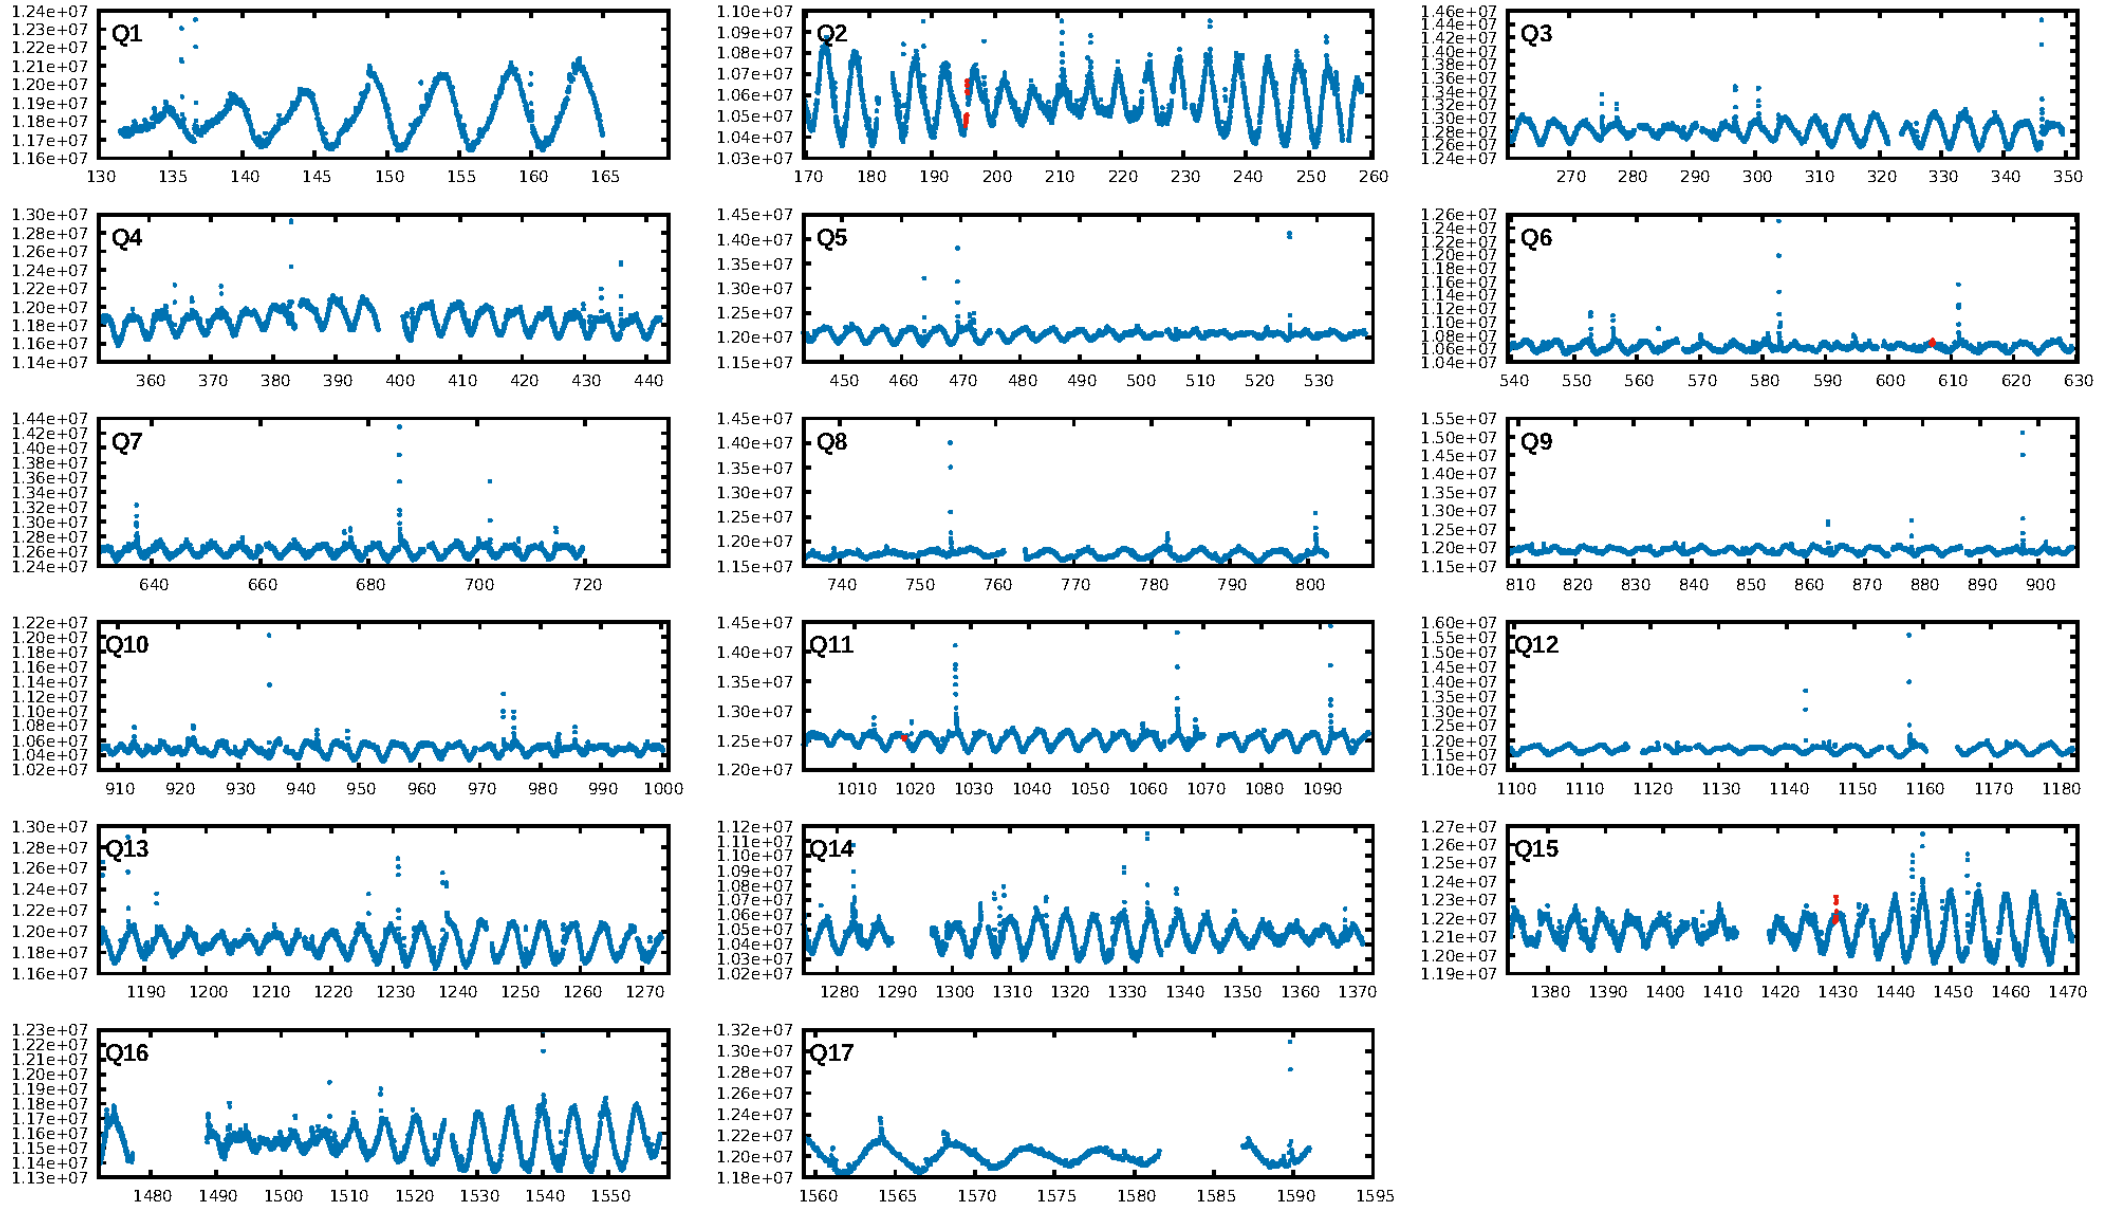 1.24e+07 1.23e+07 1.22e+07 1.21e+07 1.20e+07 1.19e+07 1.18e+07 1.17e+07 1.16e+07
Q1
130 135 140 145 150 155 160 165
1.10e+07 1.09e+07 1.08e+07 1.07e+07 1.06e+07 1.05e+07 1.04e+07 1.03e+07
Q2
170 180 190 200 210 220 230 240 250 260
1.46e+07 1.44e+07 1.42e+07 1.40e+07 1.38e+07 1.36e+07 1.34e+07 1.32e+07 1.30e+07 1.28e+07 1.26e+07 1.24e+07
Q3
270 280 290 300 310 320 330 340 350
1.30e+07 1.28e+07 1.26e+07 1.24e+07 1.22e+07 1.20e+07 1.18e+07 1.16e+07 1.14e+07
Q4
360 370 380 390 400 410 420 430 440
1.45e+07 1.40e+07 1.35e+07 1.30e+07 1.25e+07 1.20e+07 1.15e+07
Q5
450 460 470 480 490 500 510 520 530
1.26e+07 1.24e+07 1.22e+07 1.20e+07 1.18e+07 1.16e+07 1.14e+07 1.12e+07 1.10e+07 1.08e+07 1.06e+07 1.04e+07
Q6
540 550 560 570 580 590 600 610 620 630
1.44e+07 1.42e+07 1.40e+07 1.38e+07 1.36e+07 1.34e+07 1.32e+07 1.30e+07 1.28e+07 1.26e+07 1.24e+07
Q7
640 660 680 700 720
1.45e+07 1.40e+07 1.35e+07 1.30e+07 1.25e+07 1.20e+07 1.15e+07
Q8
740 750 760 770 780 790 800
1.55e+07 1.50e+07 1.45e+07 1.40e+07 1.35e+07 1.30e+07 1.25e+07 1.20e+07 1.15e+07
Q9
810 820 830 840 850 860 870 880 890 900
1.22e+07 1.20e+07 1.18e+07 1.16e+07 1.14e+07 1.12e+07 1.10e+07 1.08e+07 1.06e+07 1.04e+07 1.02e+07
Q10
910 920 930 940 950 960 970 980 990 1000
1.45e+07 1.40e+07 1.35e+07 1.30e+07 1.25e+07 1.20e+07
Q11
1010 1020 1030 1040 1050 1060 1070 1080 1090
1.60e+07 1.55e+07 1.50e+07 1.45e+07 1.40e+07 1.35e+07 1.30e+07 1.25e+07 1.20e+07 1.15e+07 1.10e+07
Q12
1100 1110 1120 1130 1140 1150 1160 1170 1180
1.30e+07 1.28e+07 1.26e+07 1.24e+07 1.22e+07 1.20e+07 1.18e+07 1.16e+07
Q13
1190 1200 1210 1220 1230 1240 1250 1260 1270
1.12e+07 1.11e+07 1.10e+07 1.09e+07 1.08e+07 1.07e+07 1.06e+07 1.05e+07 1.04e+07 1.03e+07 1.02e+07
Q14
1280 1290 1300 1310 1320 1330 1340 1350 1360 1370
1.27e+07 1.26e+07 1.25e+07 1.24e+07 1.23e+07 1.22e+07 1.21e+07 1.20e+07 1.19e+07
Q15
1380 1390 1400 1410 1420 1430 1440 1450 1460 1470
1.23e+07 1.22e+07 1.21e+07 1.20e+07 1.19e+07 1.18e+07 1.17e+07 1.16e+07 1.15e+07 1.14e+07 1.13e+07
Q16
1480 1490 1500 1510 1520 1530 1540 1550
1.32e+07 1.30e+07 1.28e+07 1.26e+07 1.24e+07 1.22e+07 1.20e+07 1.18e+07
Q17
1560 1565 1570 1575 1580 1585 1590 1595